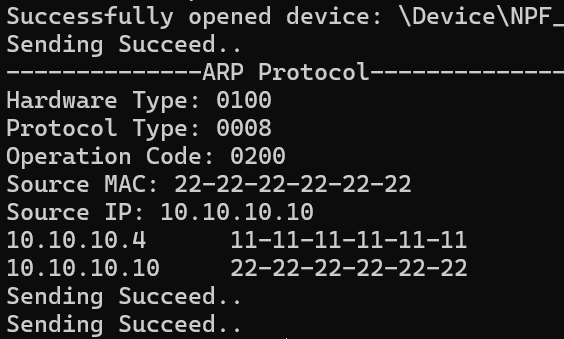 Successfully opened device: \Device\NPF_
Sending Succeed..
--------------ARP Protocol--------------
Hardware Type: 0100
Protocol Type: 0008
Operation Code: 0200
Source MAC: 22-22-22-22-22-22
Source IP: 10.10.10.10
10.10.10.4      11-11-11-11-11-11
10.10.10.10     22-22-22-22-22-22
Sending Succeed..
Sending Succeed..